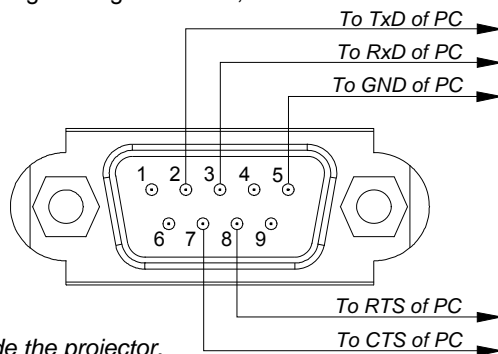 To TxD of PC
To RxD of PC
To GND of PC
1 2 3 4 5
6 7 8 9
To RTS of PC
de the projector.
To CTS of PC